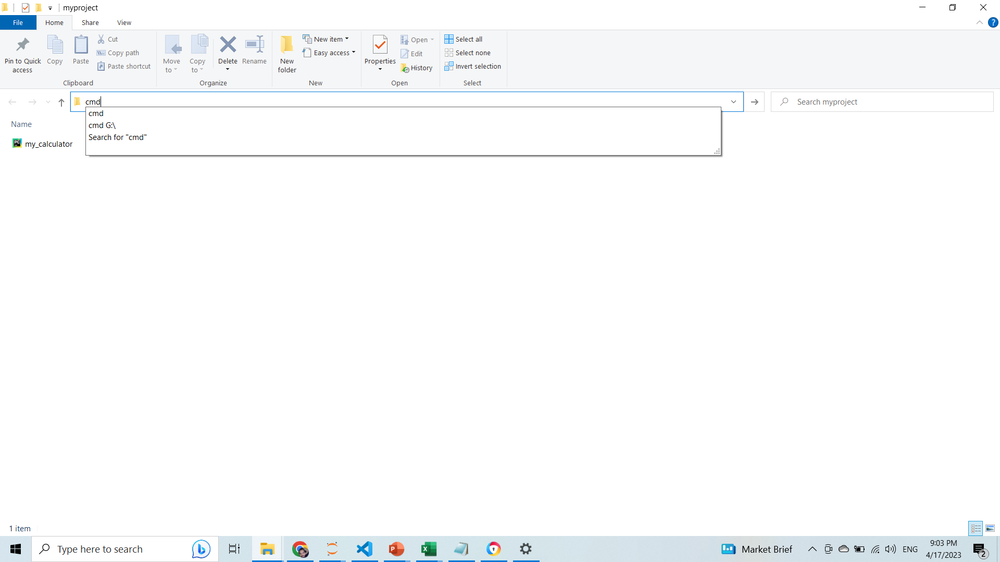 myproject
File Home Share View
Pin to Quick access
Copy
Paste
Cut
Copy path
Paste shortcut
Clipboard
Move to
Copy to
Delete
Rename
Organize
New folder
New item
Easy access
New
Properties
Open
Edit
History
Open
Select all
Select none
Invert selection
Select
cmd
Search myproject
cmd
cmd G:\
Search for "cmd"
Name
PC my_calculator
1 item
Type here to search
Market Brief
ENG
9:03 PM
4/17/2023
2